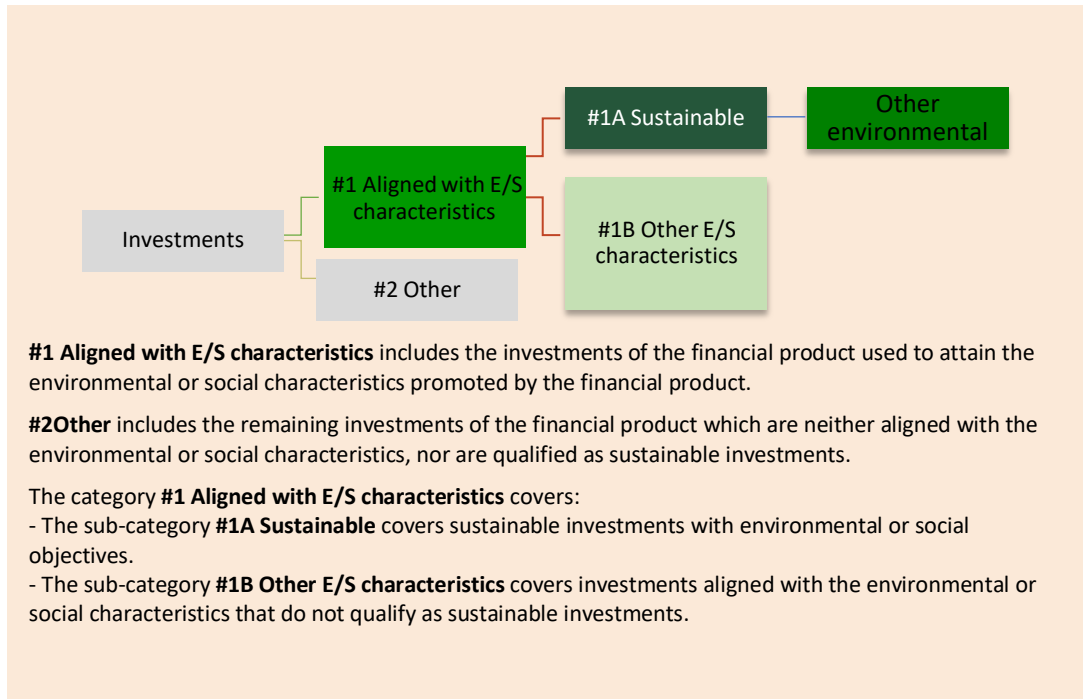 #1A Sustainable
Other
environmental
#1 Aligned with E/S
characteristics
#1B Other E/S
characteristics
Investments
#2 Other
#1 Aligned with E/S characteristics includes the investments of the financial product used to attain the
environmental or social characteristics promoted by the financial product.
#2Other includes the remaining investments of the financial product which are neither aligned with the
environmental or social characteristics, nor are qualified as sustainable investments.
The category #1 Aligned with E/S characteristics covers:
- The sub-category #1A Sustainable covers sustainable investments with environmental or social
objectives.
- The sub-category #1B Other E/S characteristics covers investments aligned with the environmental or
social characteristics that do not qualify as sustainable investments.